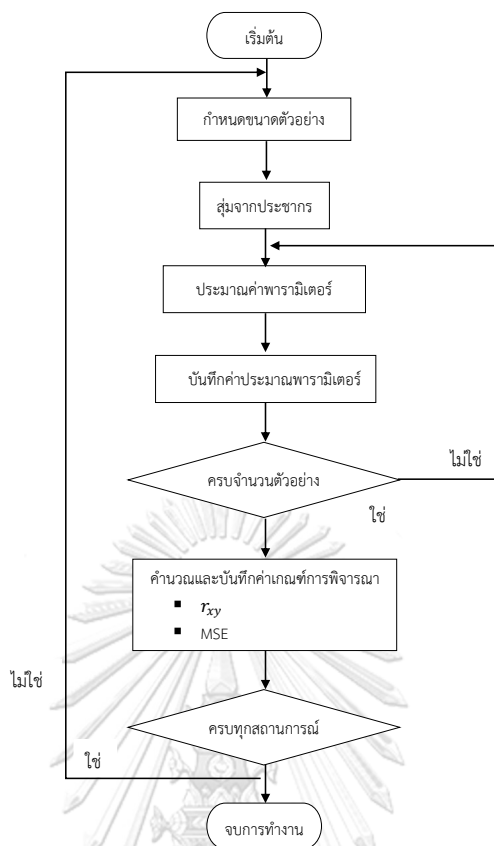 เริ่มต้น
กำหนดขนาดตัวอย่าง
สุ่มจากประชากร
ประมาณค่าพารามิเตอร์
บันทึกค่าประมาณพารามิเตอร์
ครบจำนวนตัวอย่าง
ไม่ใช่
ใช่
คำนวณและบันทึกค่าเกณฑ์การพิจารณา
▪ rxy
▪ MSE
ไม่ใช่
ครบทุกสถานการณ์
ใช่
จบการทำงาน